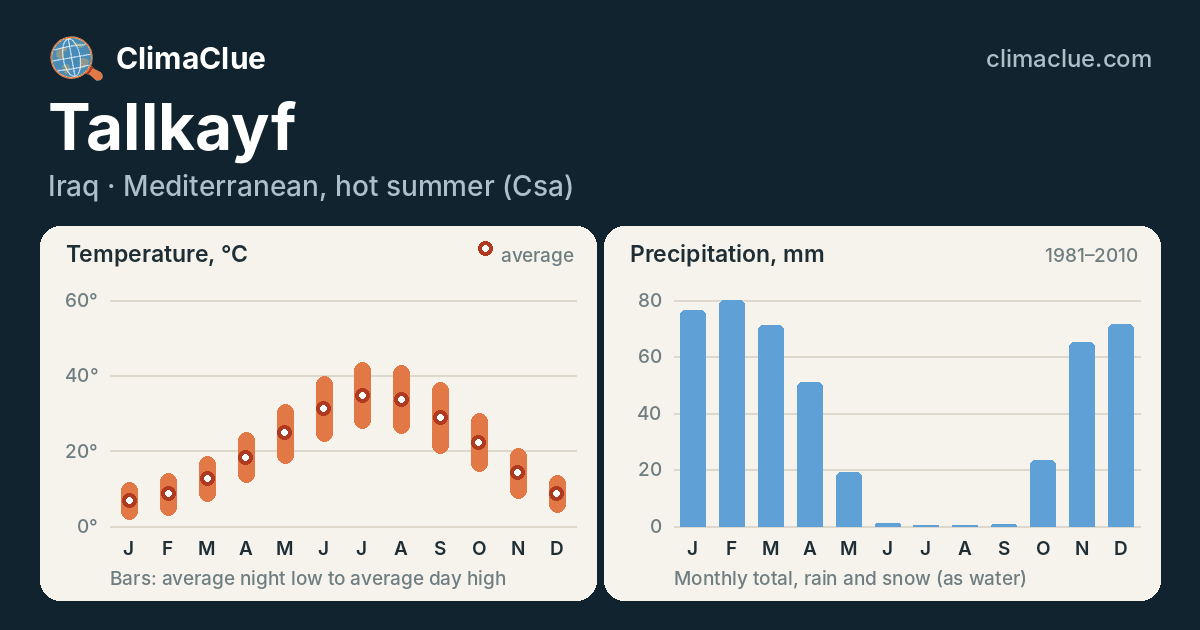 ClimaClue
climaclue.com
Tallkayf
Iraq · Mediterranean, hot summer (Csa)
Temperature, °C
average
60°
40°
20°
0°
J F M A M J J A S O N D
Bars: average night low to average day high
Precipitation, mm
1981–2010
80
60
40
20
0
J F M A M J J A S O N D
Monthly total, rain and snow (as water)